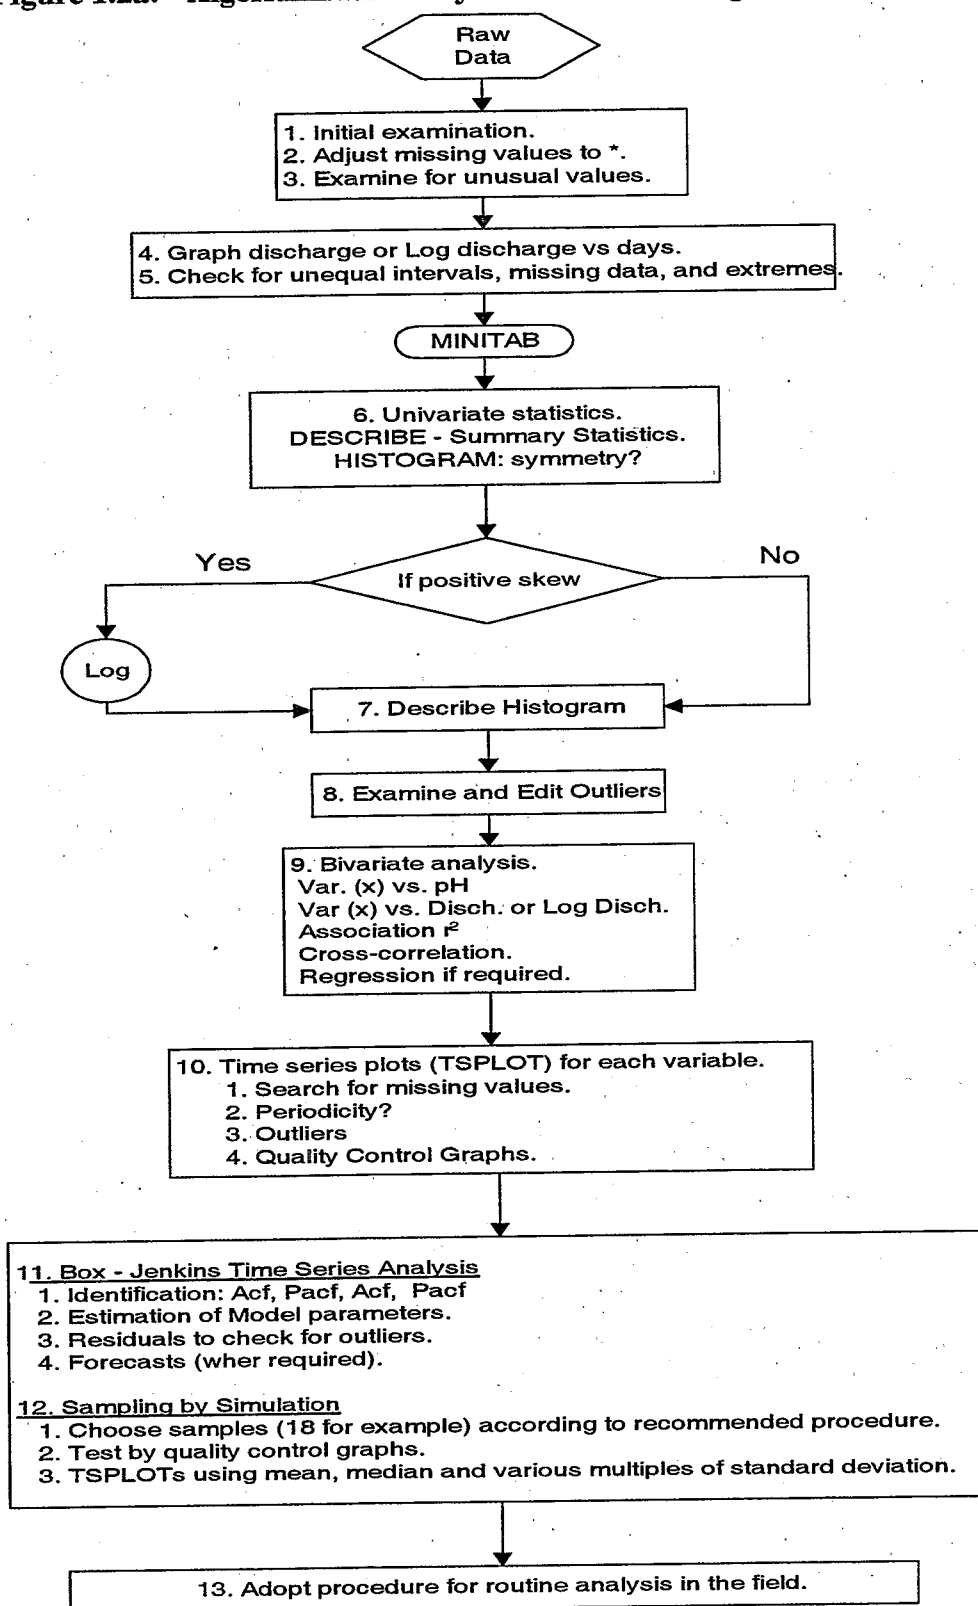 Raw
Data
1. Initial examination.
2. Adjust missing values to *.
3. Examine for unusual values.
4. Graph discharge or Log discharge vs days.
5. Check for unequal intervals, missing data, and extremes.
MINITAB
6. Univariate statistics.
DESCRIBE - Summary Statistics.
HISTOGRAM: symmetry?
Yes
If positive skew
No
Log
7. Describe Histogram
8. Examine and Edit Outliers
9. Bivariate analysis.
Var. (x) vs. pH
Var (x) vs. Disch. or Log Disch.
Association r²
Cross-correlation.
Regression if required.
10. Time series plots (TSPLOT) for each variable.
1. Search for missing values.
2. Periodicity?
3. Outliers
4. Quality Control Graphs.
11. Box - Jenkins Time Series Analysis
1. Identification: Acf, Pacf, Acf, Pacf
2. Estimation of Model parameters.
3. Residuals to check for outliers.
4. Forecasts (wher required).
12. Sampling by Simulation
1. Choose samples (18 for example) according to recommended procedure.
2. Test by quality control graphs.
3. TSPLOTs using mean, median and various multiples of standard deviation.
13. Adopt procedure for routine analysis in the field.